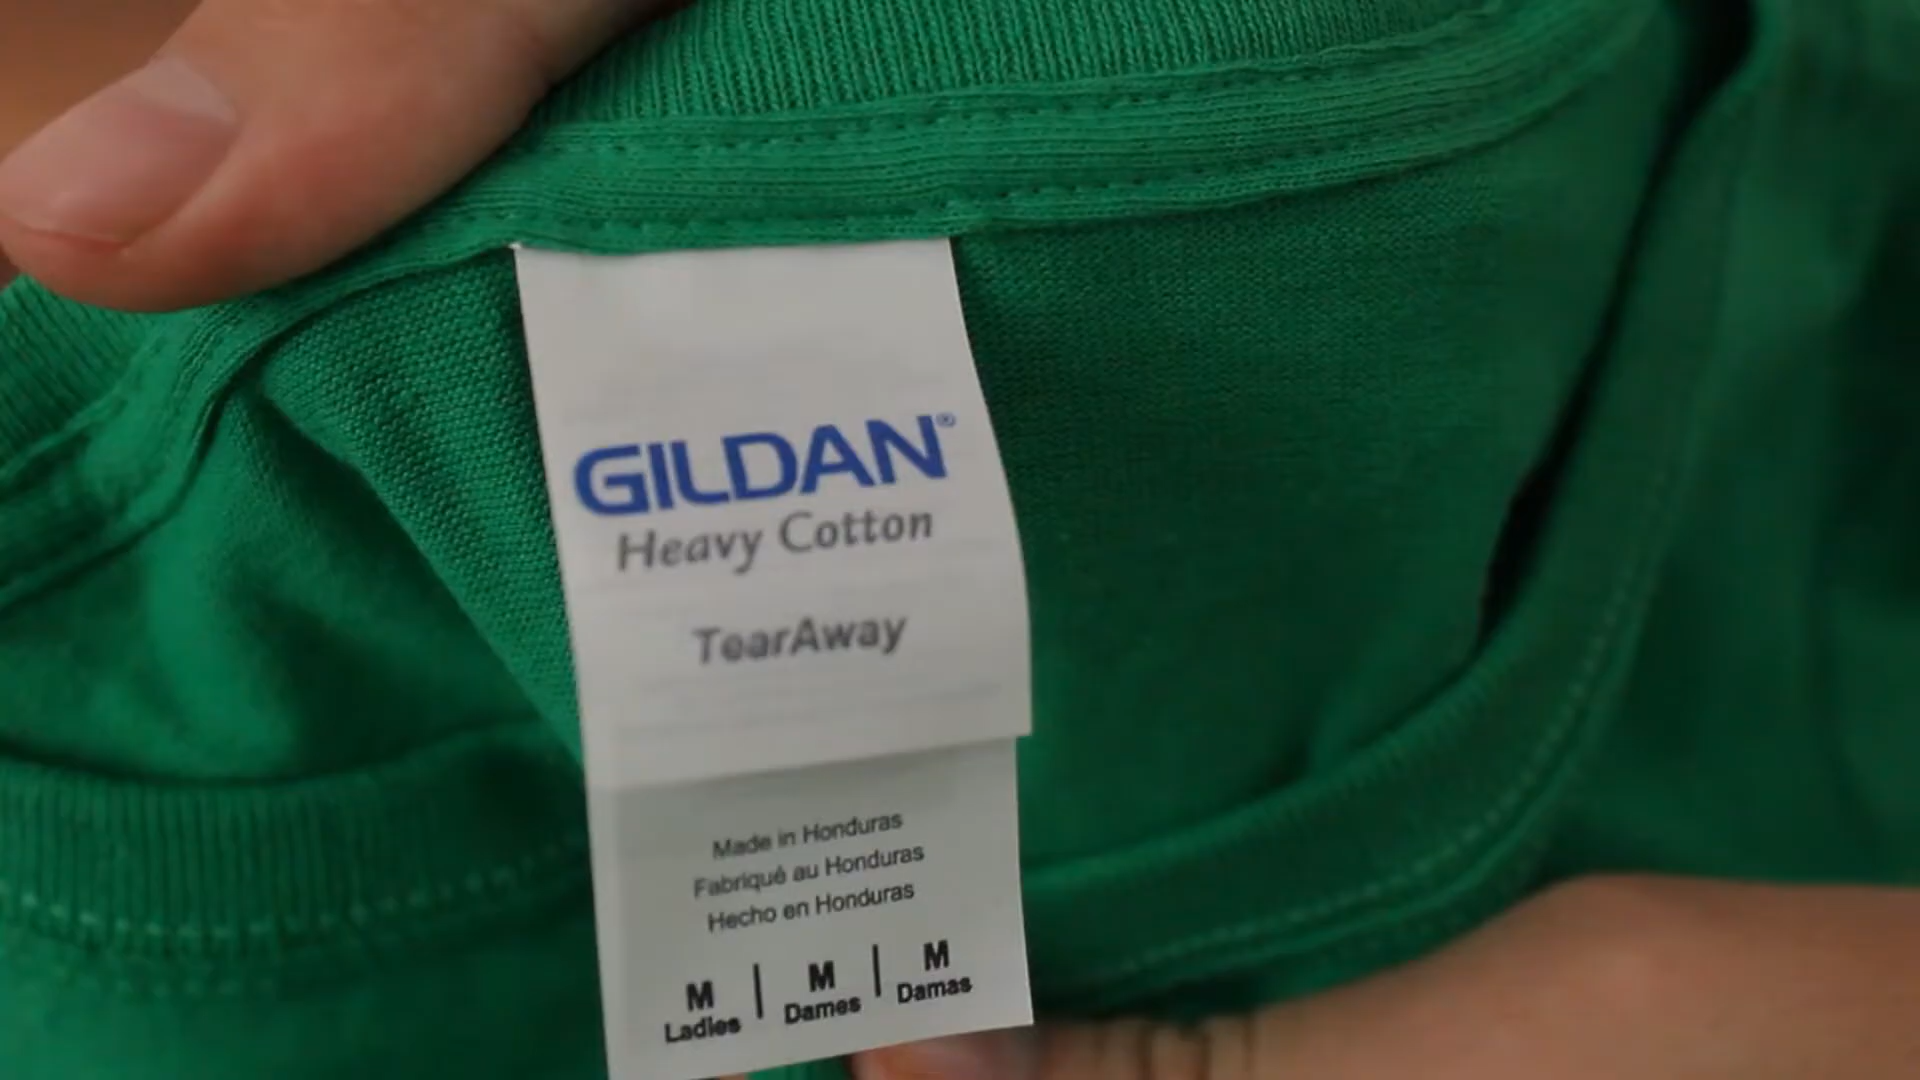 GILDAN®
Heavy Cotton
TearAway
Made in Honduras
Fabriqué au Honduras
Hecho en Honduras
M | M | M
Ladies Dames Damas